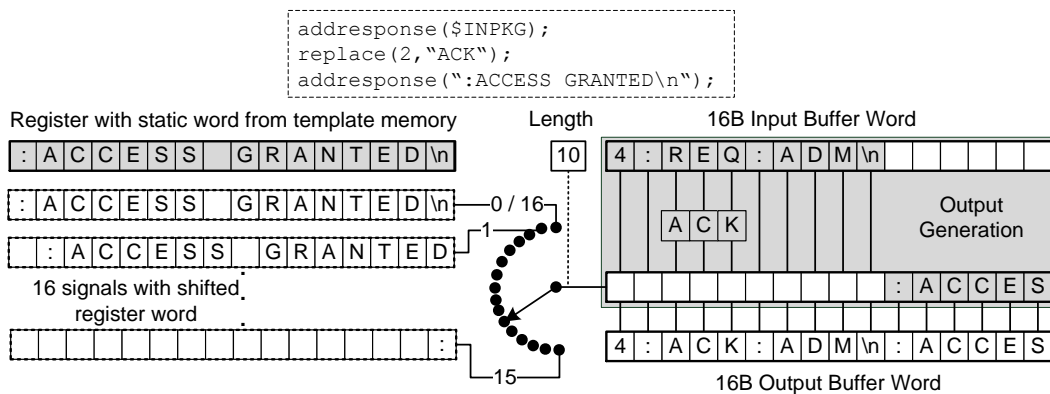 addresponse($INPKG);
replace(2,“ACK“);
addresponse(“:ACCESS GRANTED\n“);
Register with static word from template memory
Length
16B Input Buffer Word
: A C C E S S G R A N T E D \n
10
4 : R E Q : A D M \n
: A C C E S S G R A N T E D \n
0 / 16
A C K
Output
Generation
1
: A C C E S S G R A N T E D
16 signals with shifted
register word
: A C C E S
:
15
4 : A C K : A D M \n : A C C E S
16B Output Buffer Word